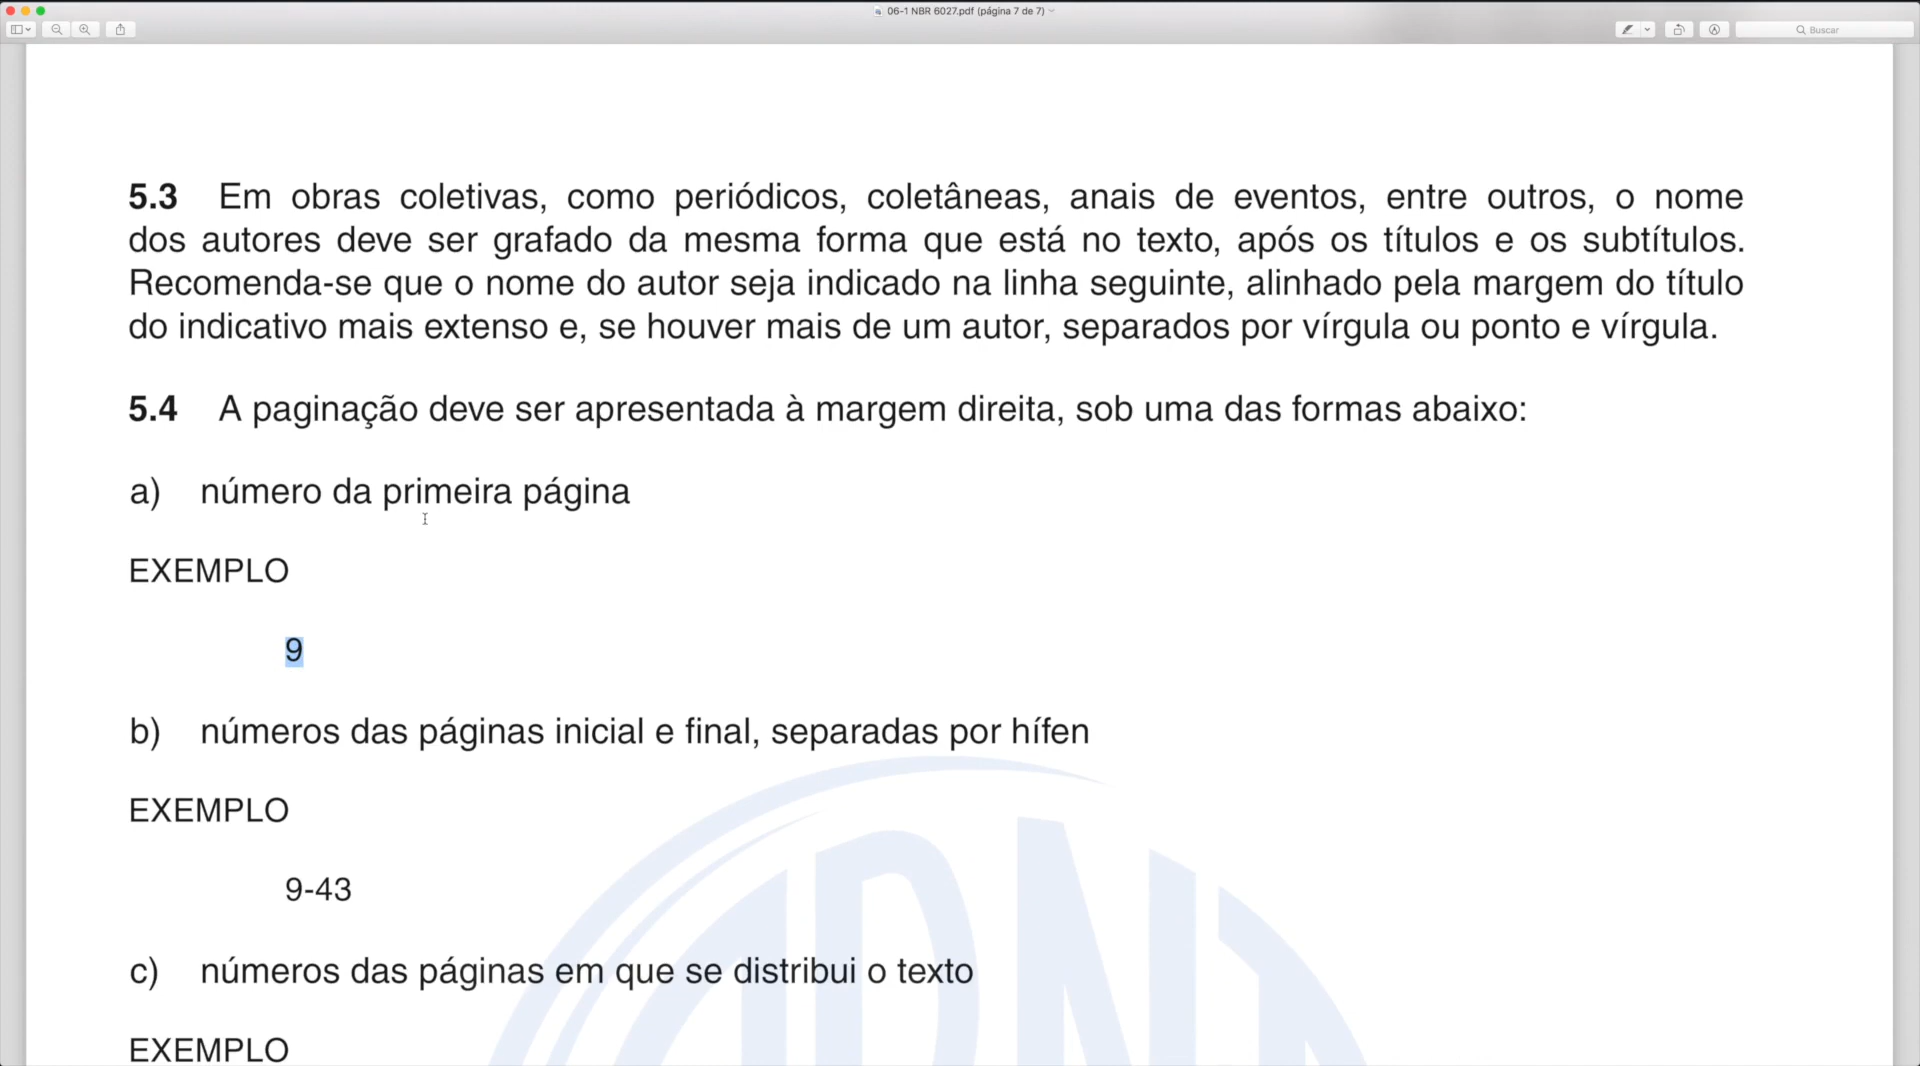 06-1 NBR 6027.pdf (página 7 de 7)
Buscar
5.3 Em obras coletivas, como periódicos, coletâneas, anais de eventos, entre outros, o nome
dos autores deve ser grafado da mesma forma que está no texto, após os títulos e os subtítulos.
Recomenda-se que o nome do autor seja indicado na linha seguinte, alinhado pela margem do título
do indicativo mais extenso e, se houver mais de um autor, separados por vírgula ou ponto e vírgula.
5.4 A paginação deve ser apresentada à margem direita, sob uma das formas abaixo:
a) número da primeira página
EXEMPLO
9
b) números das páginas inicial e final, separadas por hífen
EXEMPLO
9-43
c) números das páginas em que se distribui o texto
EXEMPLO